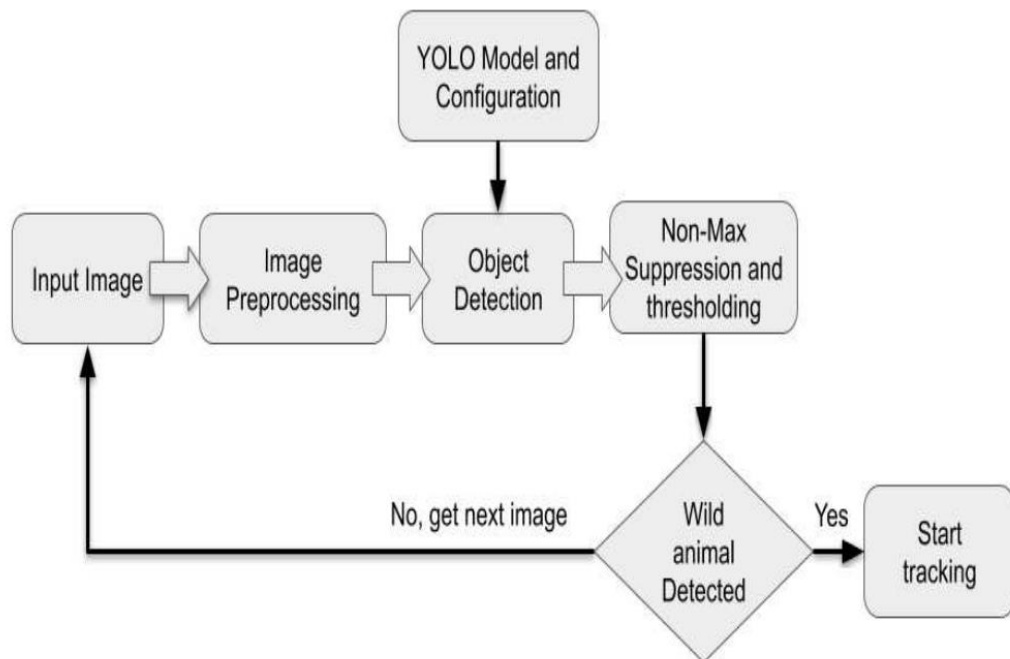 YOLO Model and
Configuration
Input Image
Image
Preprocessing
Object
Detection
Non-Max
Suppression and
thresholding
No, get next image
Wild
animal
Detected
Yes
Start
tracking